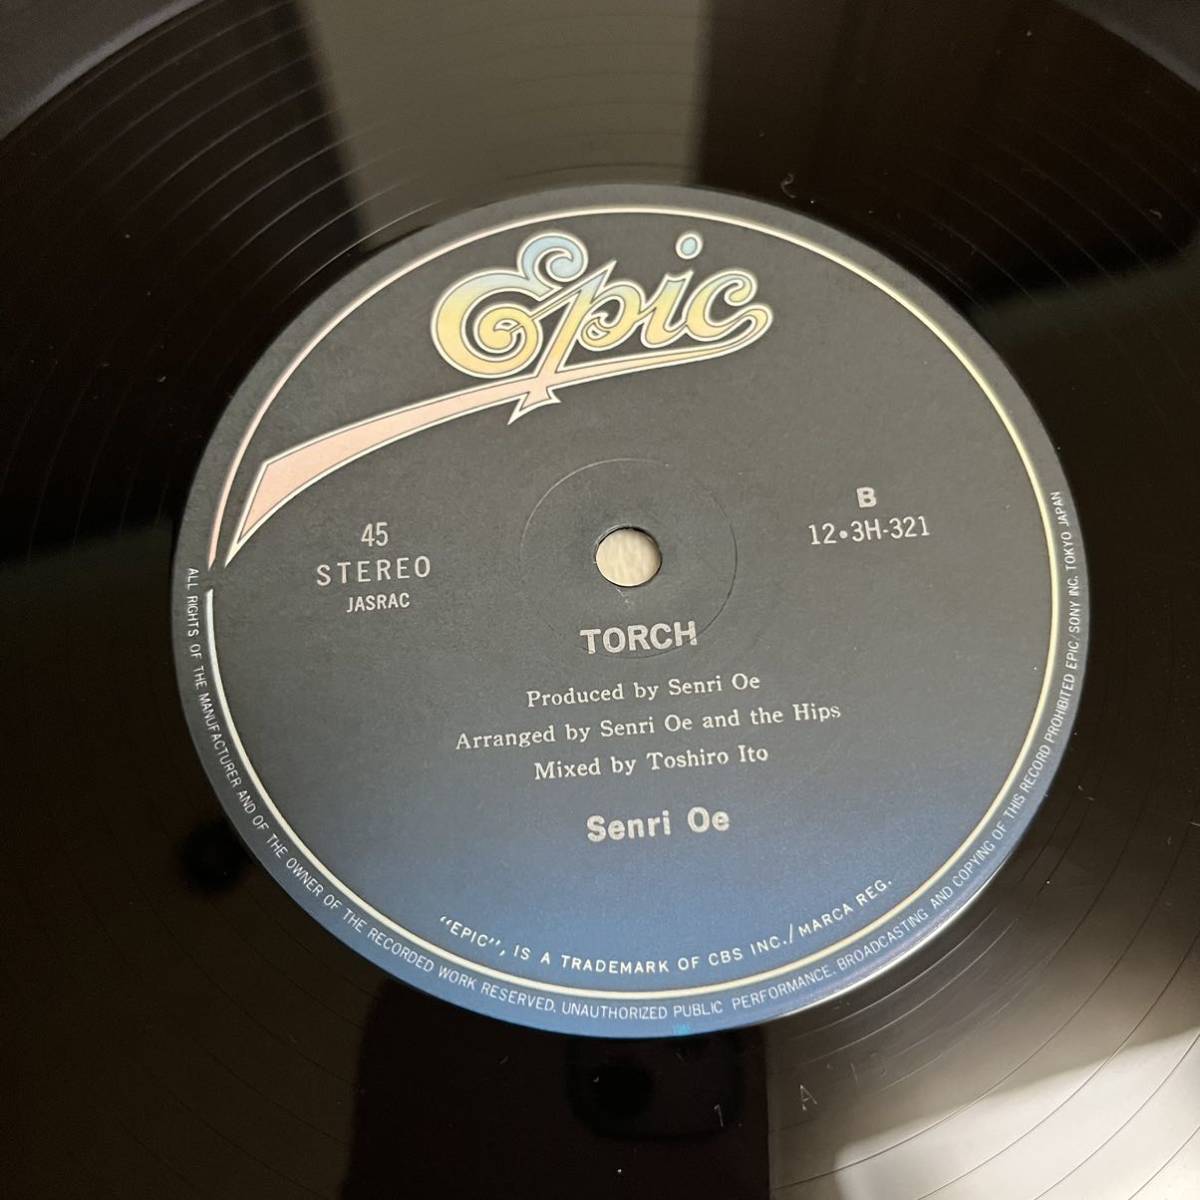 Epic
45
STEREO
JASRAC
B
12•3H-321
TORCH
Produced by Senri Oe
Arranged by Senri Oe and the Hips
Mixed by Toshiro Ito
Senri Oe
"EPIC", IS A TRADEMARK OF CBS INC./MARCA REG.
ALL RIGHTS OF THE MANUFACTURER AND OF THE OWNER OF THE RECORDED WORK RESERVED. UNAUTHORIZED PUBLIC PERFORMANCE. BROADCASTING AND COPYING OF THIS RECORD PROHIBITED EPIC/SONY INC. TOKYO JAPAN
1 A